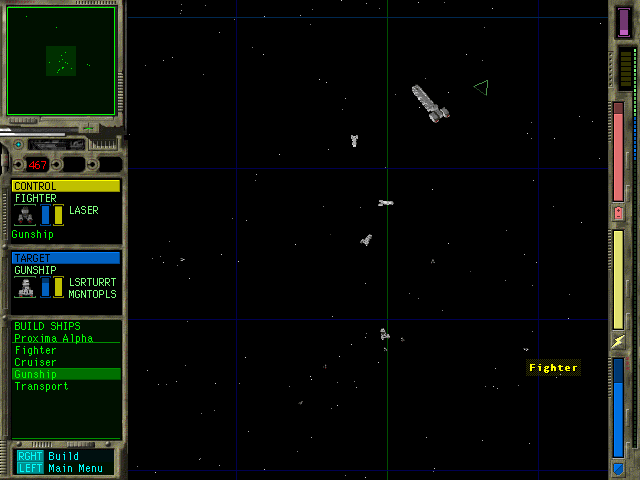 467
CONTROL
FIGHTER
LASER
Gunship
TARGET
GUNSHIP
LSRTURRT
MGNTOPLS
BUILD SHIPS
Proxima Alpha
Fighter
Cruiser
Gunship
Transport
RGHT Build
LEFT Main Menu
Fighter